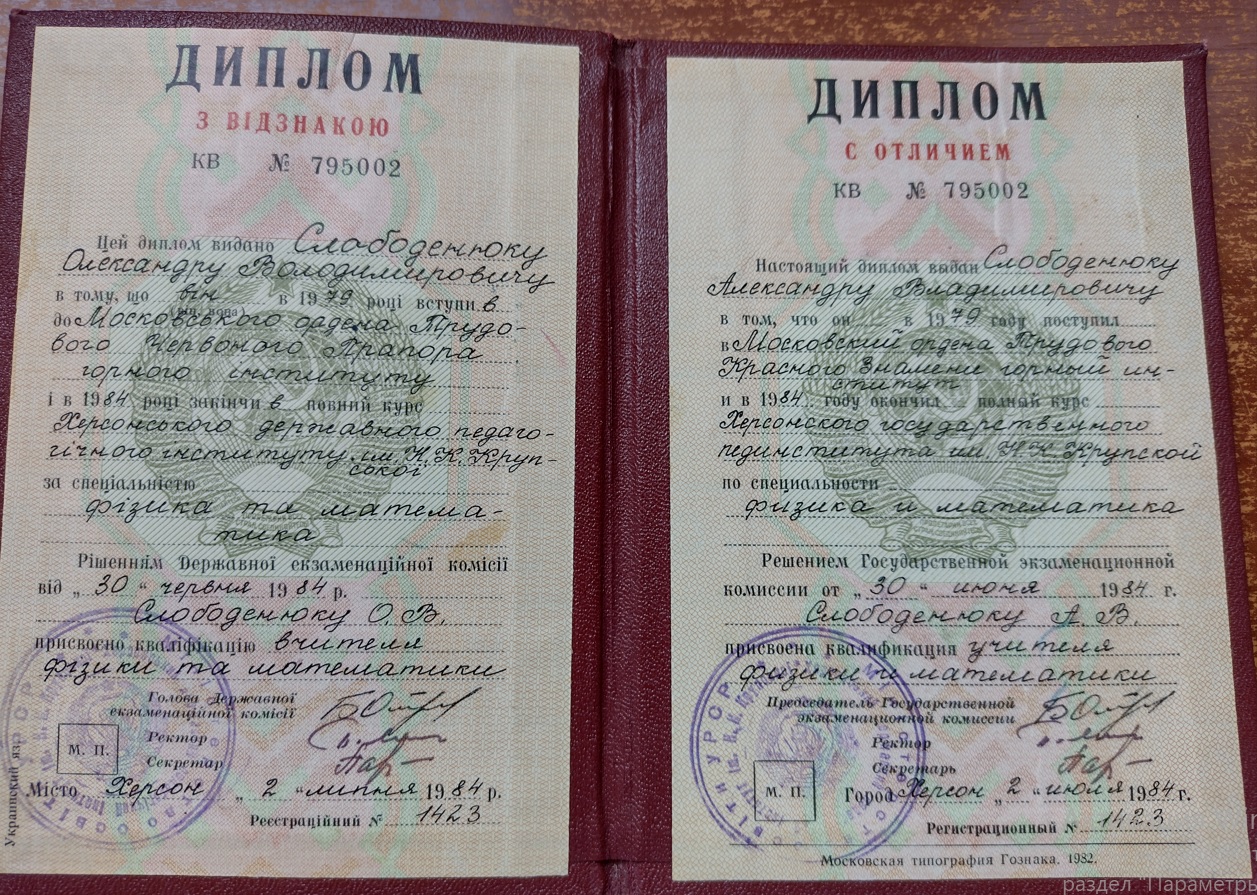 ДИПЛОМ
З ВІДЗНАКОЮ
КВ № 795002
Цей диплом видано Слободенюку
Олександру Володимировичу
в тому, що він в 1979 році вступив
(він, вона)
до Московського ордена Трудо-
вого Червоного Прапора
горного інституту
і в 1984 році закінчив повний курс
Херсонського державного педаго-
гічного інституту ім. Н. К. Круп-
ської
за спеціальністю
фізика та матема-
тика
Рішенням Державної екзаменаційної комісії
від „30“ червня 1984 р.
Слободенюку О. В.
присвоєно кваліфікацію вчителя
фізики та математики
Голова Державної
екзаменаційної комісії
Ректор
Секретар
М. П.
Місто Херсон „2“ липня 1984 р.
Реєстраційний № 1423
Украинский яз.
ДИПЛОМ
С ОТЛИЧИЕМ
КВ № 795002
Настоящий диплом выдан Слободенюку
Александру Владимировичу
в том, что он в 1979 году поступил
в Московский ордена Трудового
Красного Знамени горный ин-
ститут
и в 1984 году окончил полный курс
Херсонского государственного
пединститута им. Н. К. Крупской
по специальности
физика и математика
Решением Государственной экзаменационной
комиссии от „30“ июня 1984 г.
Слободенюку А. В.
присвоена квалификация учителя
физики и математики
Председатель Государственной
экзаменационной комиссии
Ректор
Секретарь
М. П.
Город Херсон „2“ июля 1984 г.
Регистрационный № 1423
Московская типография Гознака. 1982.
раздел "Параметры